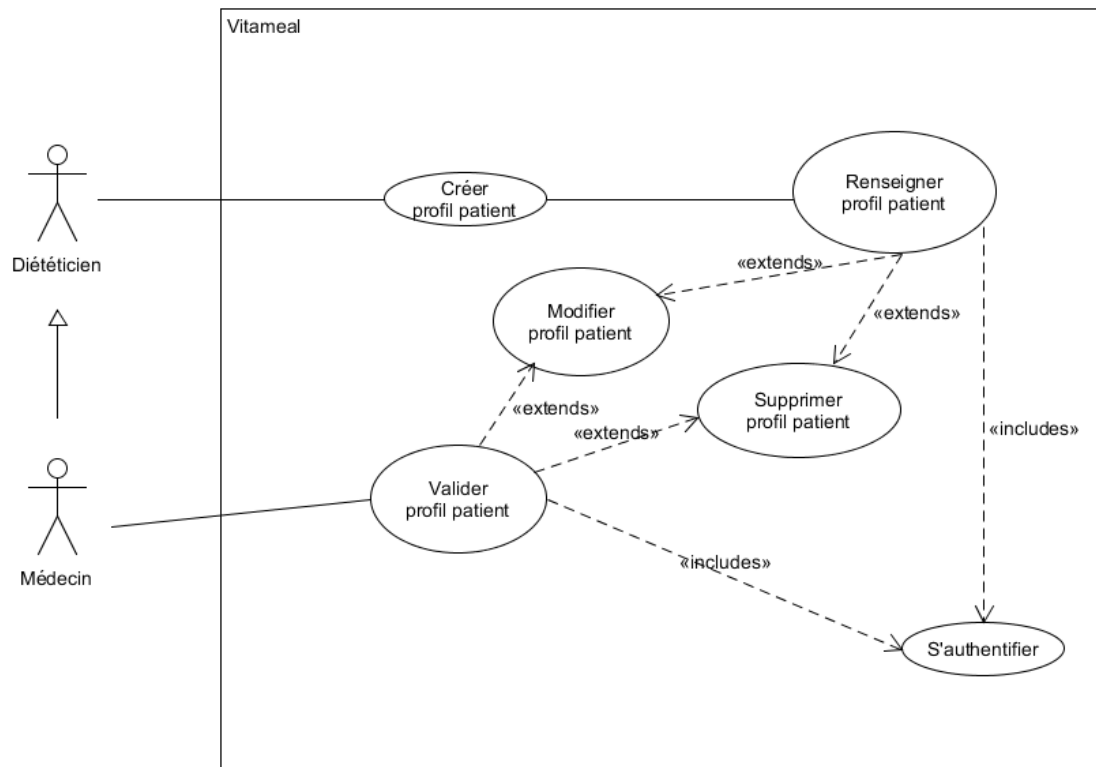 Vitameal
Créer
profil patient
Renseigner
profil patient
Diététicien
«extends»
Modifier
profil patient
«extends»
Supprimer
profil patient
«extends»
«extends»
«includes»
Valider
profil patient
Médecin
«includes»
S'authentifier